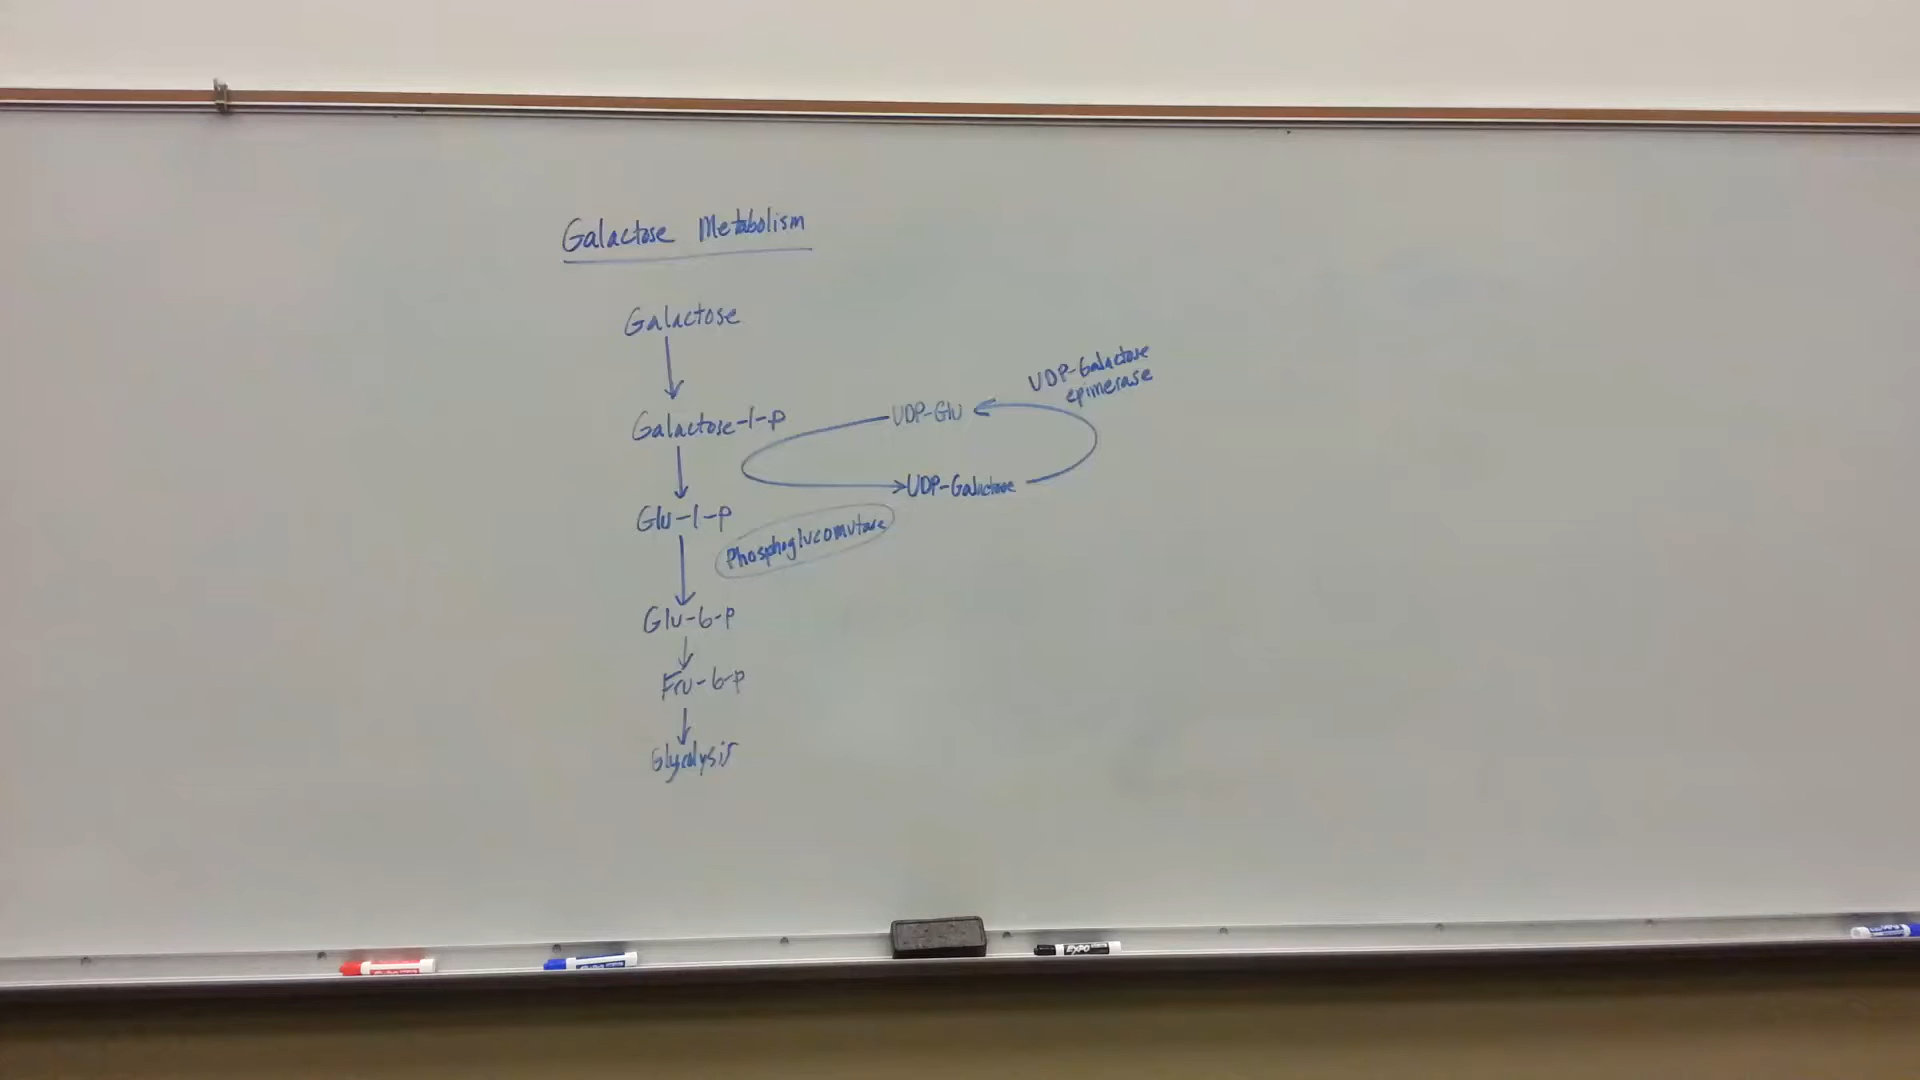 Galactose Metabolism
Galactose
Galactose-1-p
UDP-Glu
UDP-Galactose
epimerase
UDP-Galactose
Glu-1-p
Phosphoglucomutase
Glu-6-p
Fru-6-p
Glycolysis
EXPO